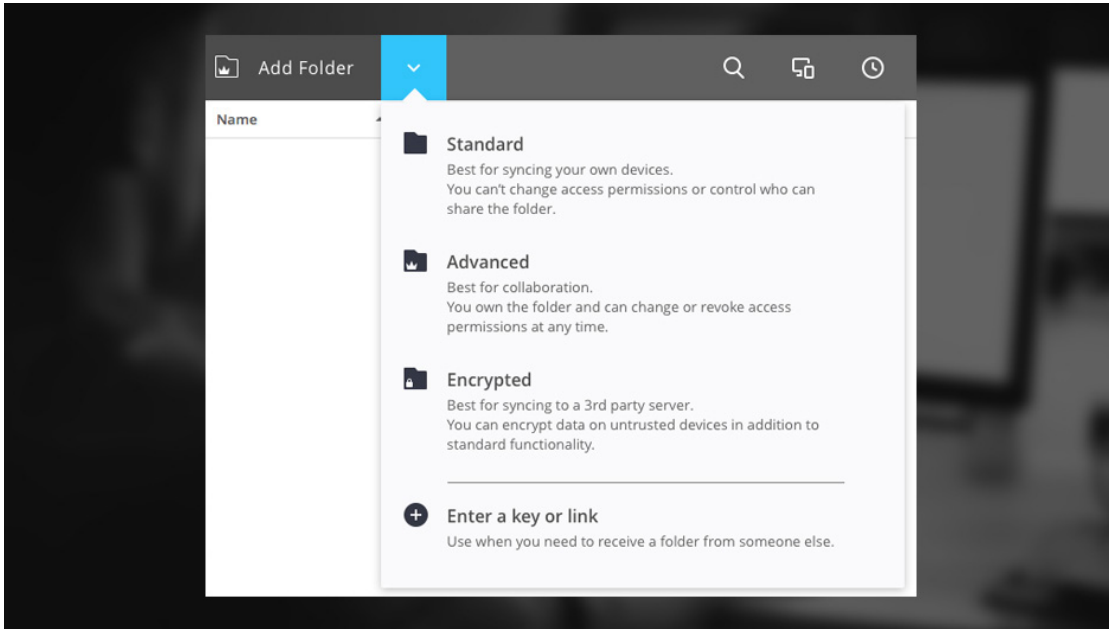 Add Folder
Name
Standard
Best for syncing your own devices.
You can't change access permissions or control who can
share the folder.
Advanced
Best for collaboration.
You own the folder and can change or revoke access
permissions at any time.
Encrypted
Best for syncing to a 3rd party server.
You can encrypt data on untrusted devices in addition to
standard functionality.
Enter a key or link
Use when you need to receive a folder from someone else.